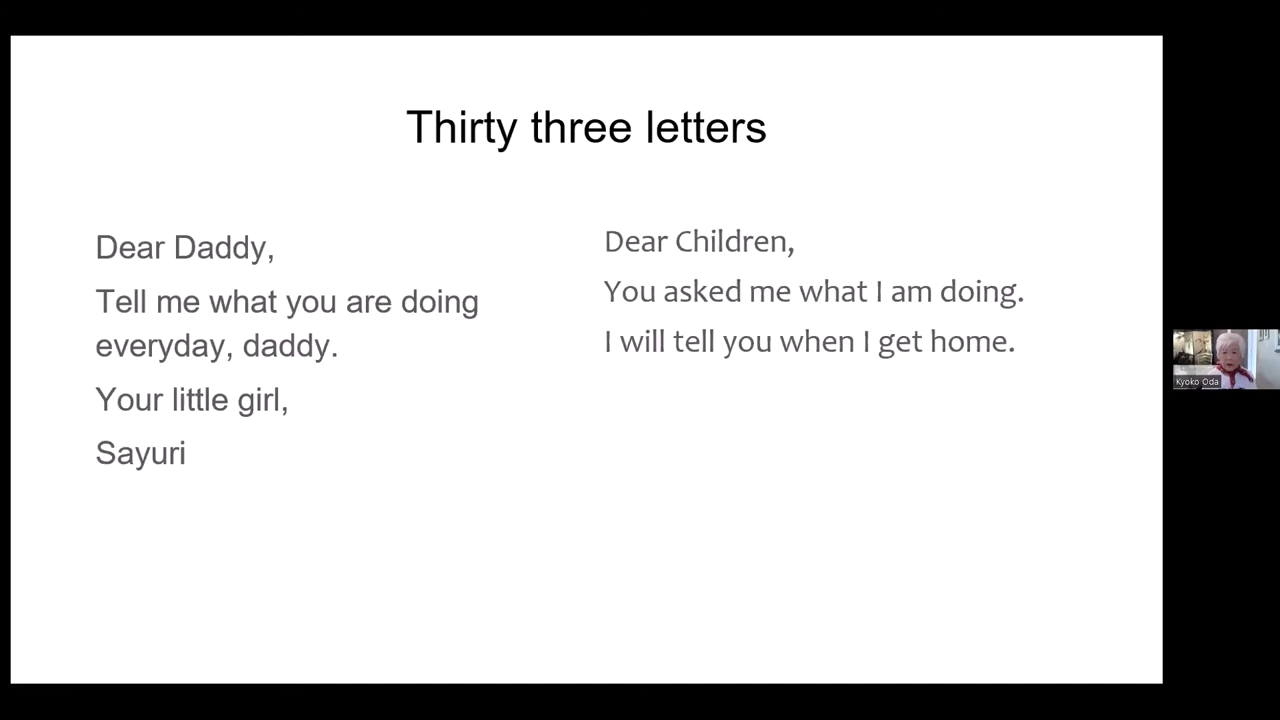 Thirty three letters
Dear Daddy,
Tell me what you are doing
everyday, daddy.
Your little girl,
Sayuri
Dear Children,
You asked me what I am doing.
I will tell you when I get home.
Kyoko Oda